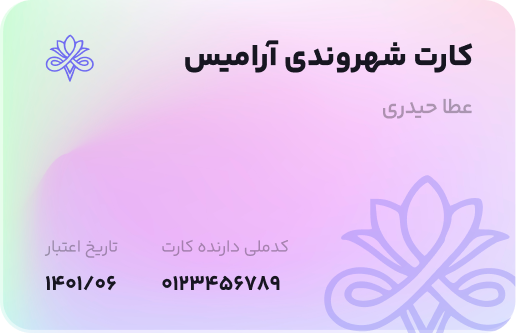 کارت شهروندی آرامیس
عطا حیدری
کدملی دارنده کارت
۰۱۲۳۴۵۶۷۸۹
تاریخ اعتبار
۱۴۰۱/۰۶